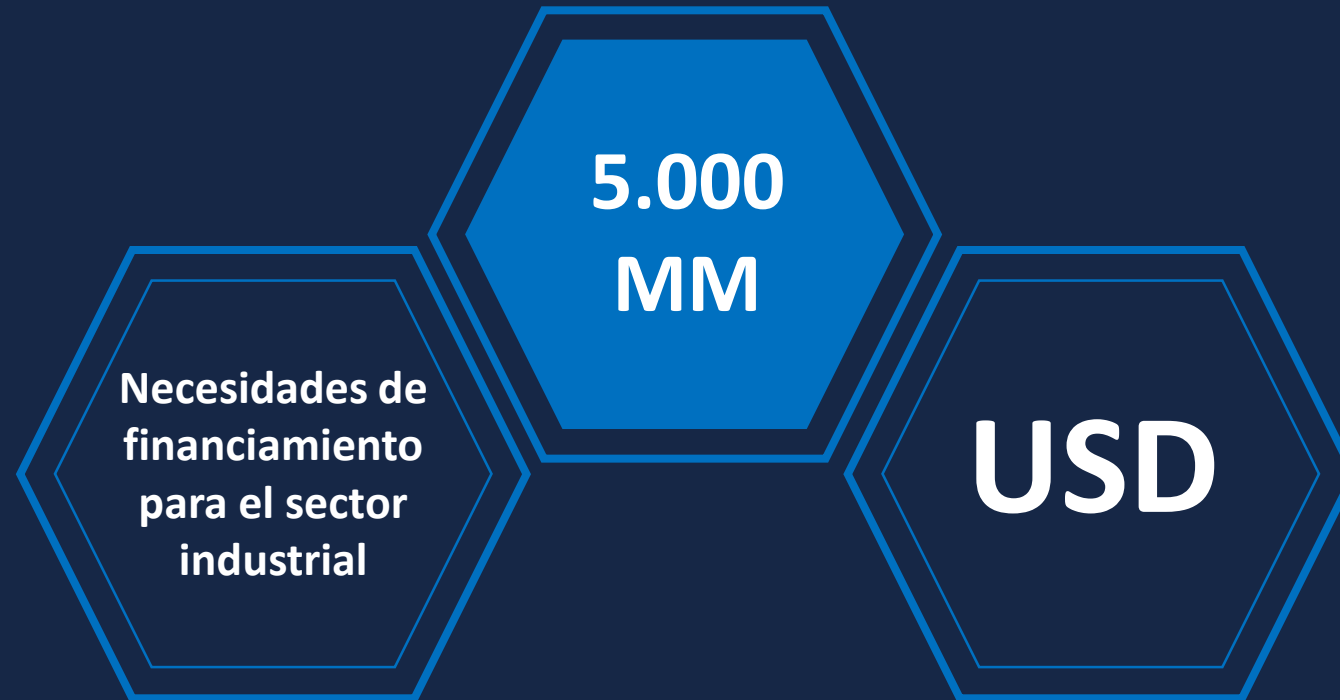 Necesidades de
financiamiento
para el sector
industrial
5.000
MM
USD